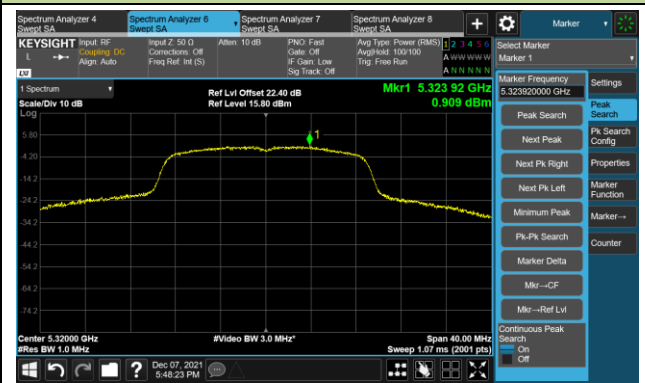 Spectrum Analyzer 4
Swept SA
Spectrum Analyzer 6
Swept SA
Spectrum Analyzer 7
Swept SA
Spectrum Analyzer 8
Swept SA
+
Marker
KEYSIGHT
L
LXI
Input: RF
Coupling: DC
Align: Auto
Input Z: 50 Ω
Corrections: Off
Freq Ref: Int (S)
Atten: 10 dB
PNO: Fast
Gate: Off
IF Gain: Low
Sig Track: Off
Avg Type: Power (RMS)
Avg|Hold: 100/100
Trig: Free Run
1 2 3 4 5 6
A W W W W W
A N N N N N
Select Marker
Marker 1
1 Spectrum
Scale/Div 10 dB
Log
Ref Lvl Offset 22.40 dB
Ref Level 15.80 dBm
Mkr1 5.323 92 GHz
0.909 dBm
1
5.80
-4.20
-14.2
-24.2
-34.2
-44.2
-54.2
-64.2
-74.2
Center 5.32000 GHz
#Res BW 1.0 MHz
#Video BW 3.0 MHz*
Span 40.00 MHz
Sweep 1.07 ms (2001 pts)
Marker Frequency
5.323920000 GHz
Peak Search
Next Peak
Next Pk Right
Next Pk Left
Minimum Peak
Pk-Pk Search
Marker Delta
Mkr→CF
Mkr→Ref Lvl
Continuous Peak
Search
On
Off
Settings
Peak
Search
Pk Search
Config
Properties
Marker
Function
Marker→
Counter
?
Dec 07, 2021
5:48:23 PM